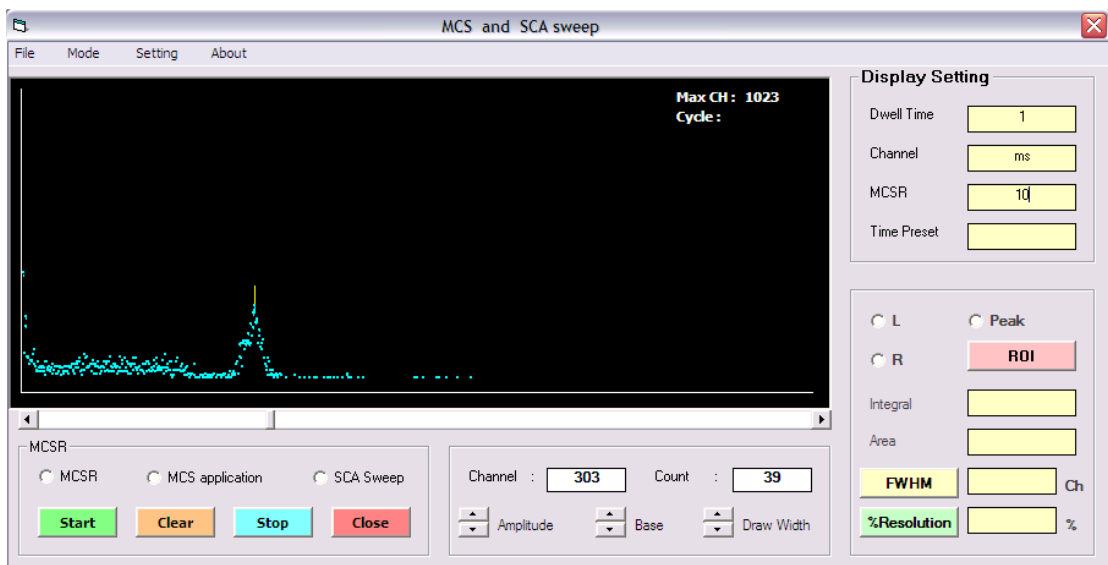 MCS and SCA sweep
File Mode Setting About
Max CH : 1023
Cycle :
Display Setting
Dwell Time 1
Channel ms
MCSR 10
Time Preset
L Peak
R ROI
Integral
Area
FWHM Ch
%Resolution %
MCSR
MCSR MCS application SCA Sweep
Start Clear Stop Close
Channel : 303 Count : 39
Amplitude Base Draw Width